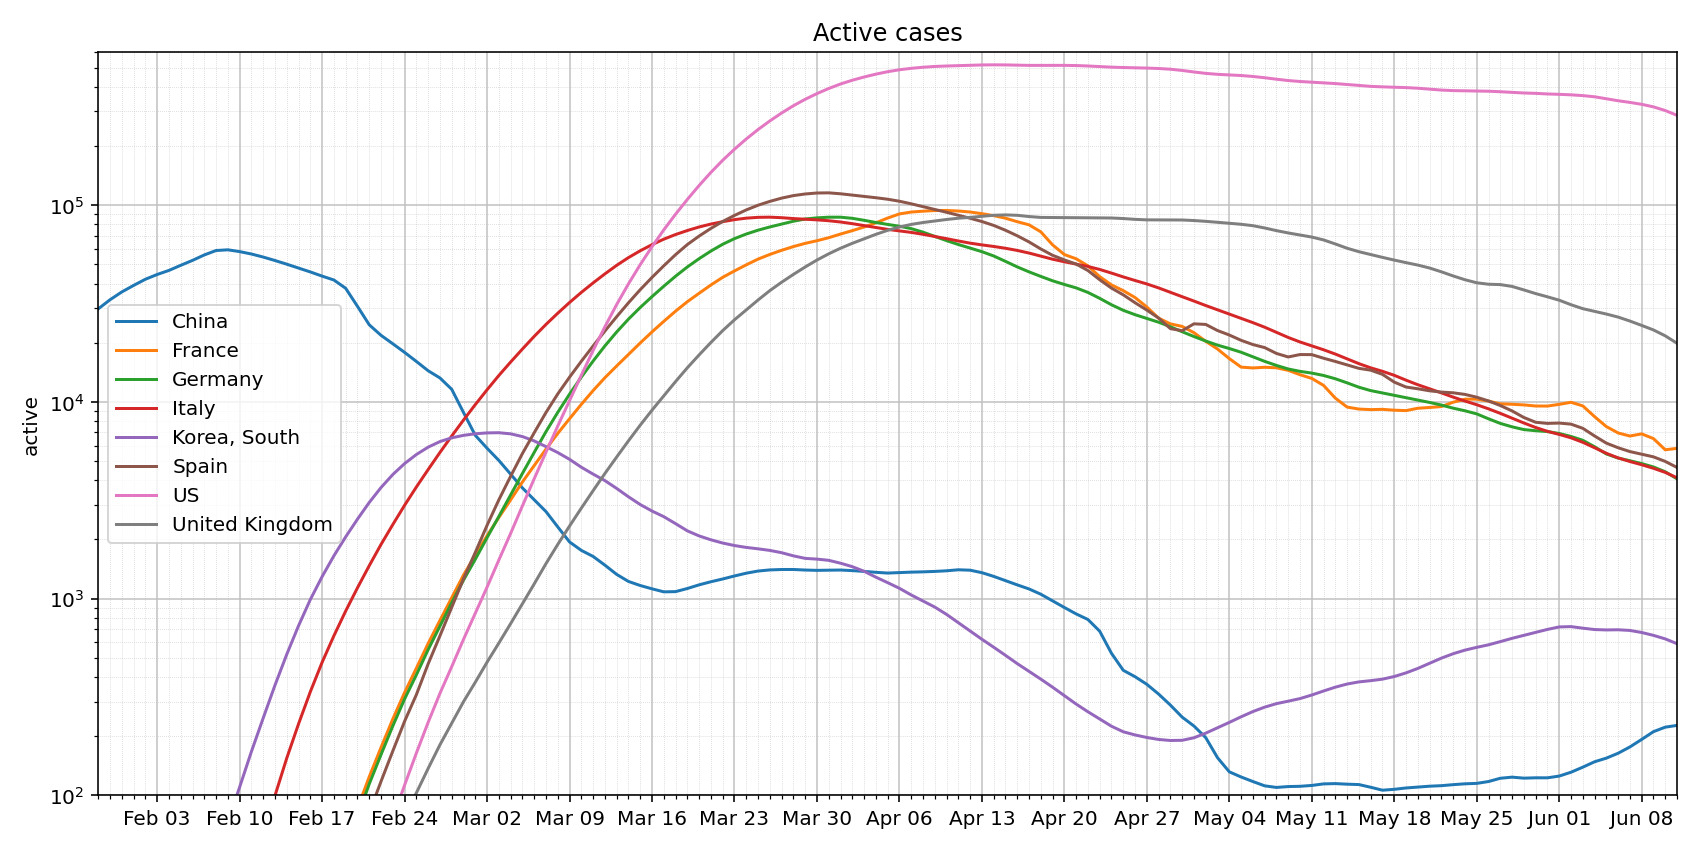 Active cases
active
10^5
10^4
10^3
10^2
China
France
Germany
Italy
Korea, South
Spain
US
United Kingdom
Feb 03 Feb 10 Feb 17 Feb 24 Mar 02 Mar 09 Mar 16 Mar 23 Mar 30 Apr 06 Apr 13 Apr 20 Apr 27 May 04 May 11 May 18 May 25 Jun 01 Jun 08